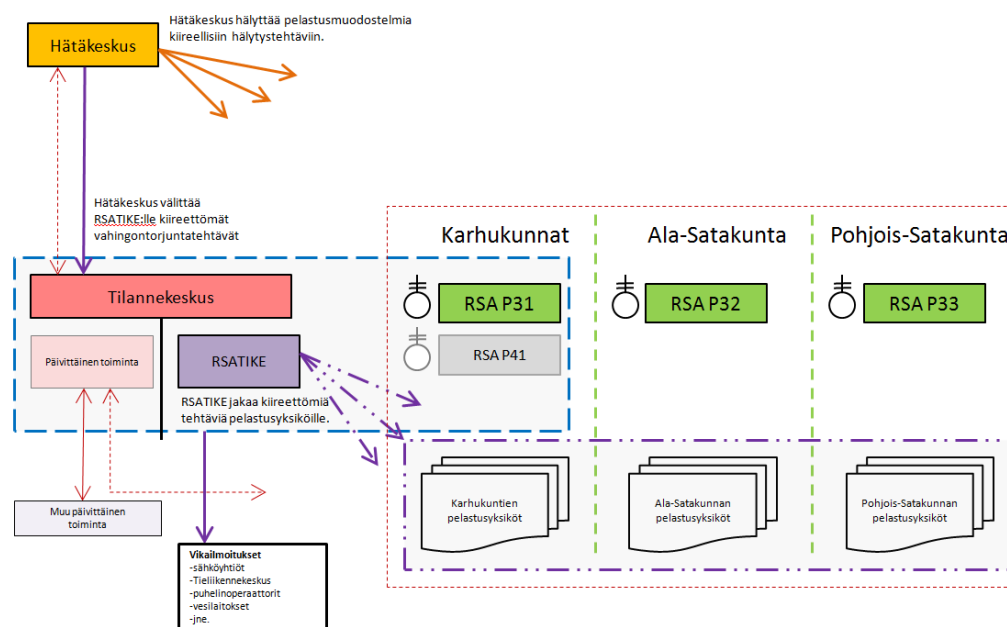 Hätäkeskus hälyttää pelastusmuodostelmia
kiireellisiin hälytystehtäviin.
Hätäkeskus
Hätäkeskus välittää
RSATIKE:lle kiireettömät
vahingontorjuntatehtävät
Karhukunnat
Ala-Satakunta
Pohjois-Satakunta
Tilannekeskus
RSA P31
RSA P32
RSA P33
Päivittäinen toiminta
RSATIKE
RSA P41
RSATIKE jakaa kiireettömiä
tehtäviä pelastusyksiköille.
Karhukuntien
pelastusyksiköt
Ala-Satakunnan
pelastusyksiköt
Pohjois-Satakunnan
pelastusyksiköt
Muu päivittäinen
toiminta
Vikailmoitukset
-sähköyhtiöt
-Tieliikennekeskus
-puhelinoperaattorit
-vesilaitokset
-jne.